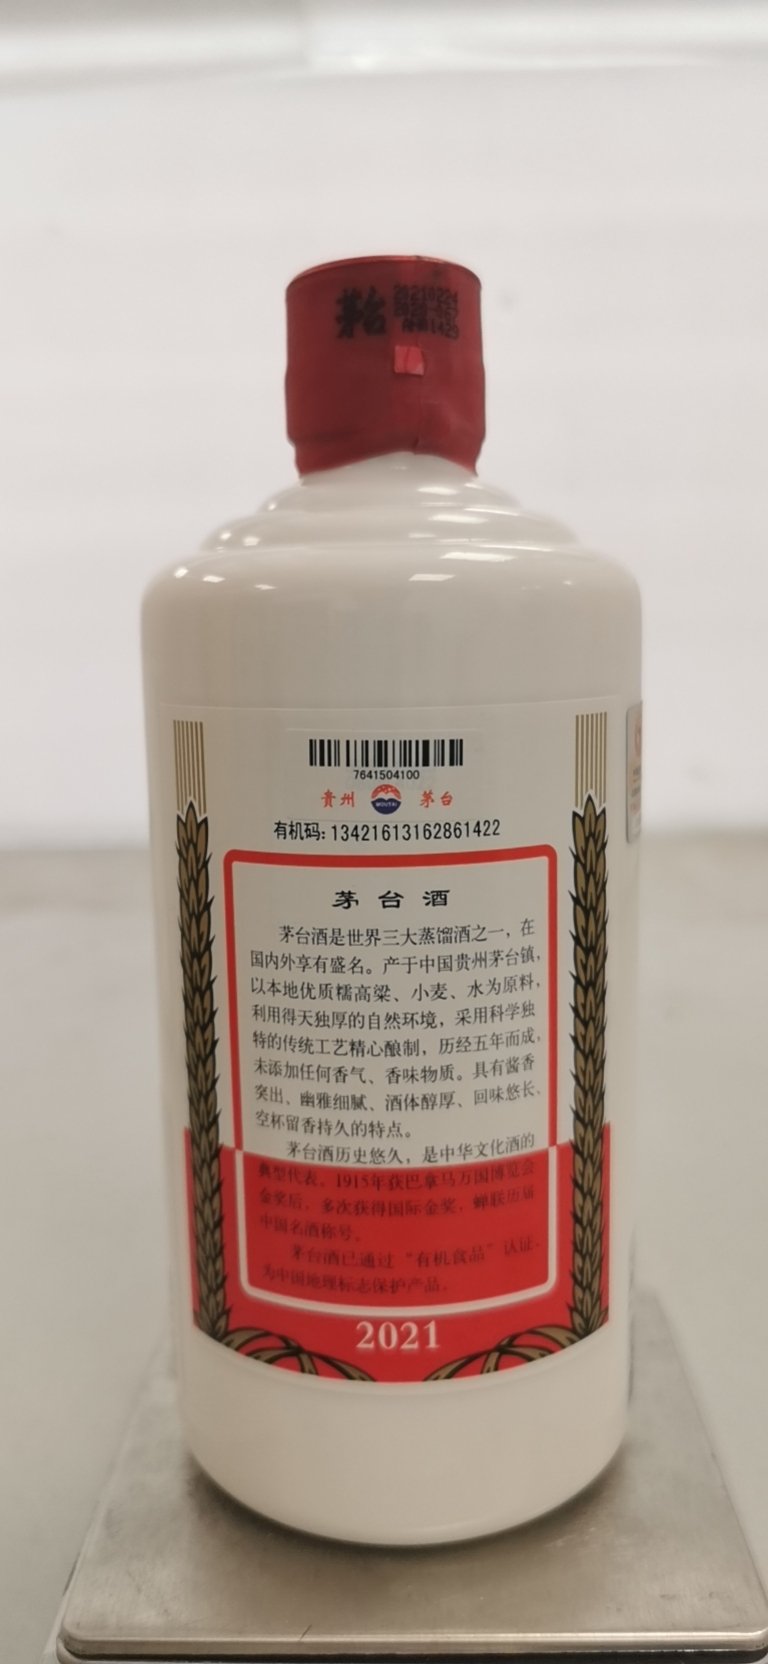 茅台
20210224
7641504100
贵州
MOUTAI
茅台
有机码:13421613162861422
茅台酒
茅台酒是世界三大蒸馏酒之一，在
国内外享有盛名。产于中国贵州茅台镇，
以本地优质糯高粱、小麦、水为原料，
利用得天独厚的自然环境，采用科学独
特的传统工艺精心酿制，历经五年而成，
未添加任何香气、香味物质。具有酱香
突出、幽雅细腻、酒体醇厚、回味悠长、
空杯留香持久的特点。
茅台酒历史悠久，是中华文化酒的
典型代表。1915年获巴拿马万国博览会
金奖后，多次获得国际金奖，蝉联历届
中国名酒称号。
茅台酒已通过“有机食品”认证，
为中国地理标志保护产品。
2021